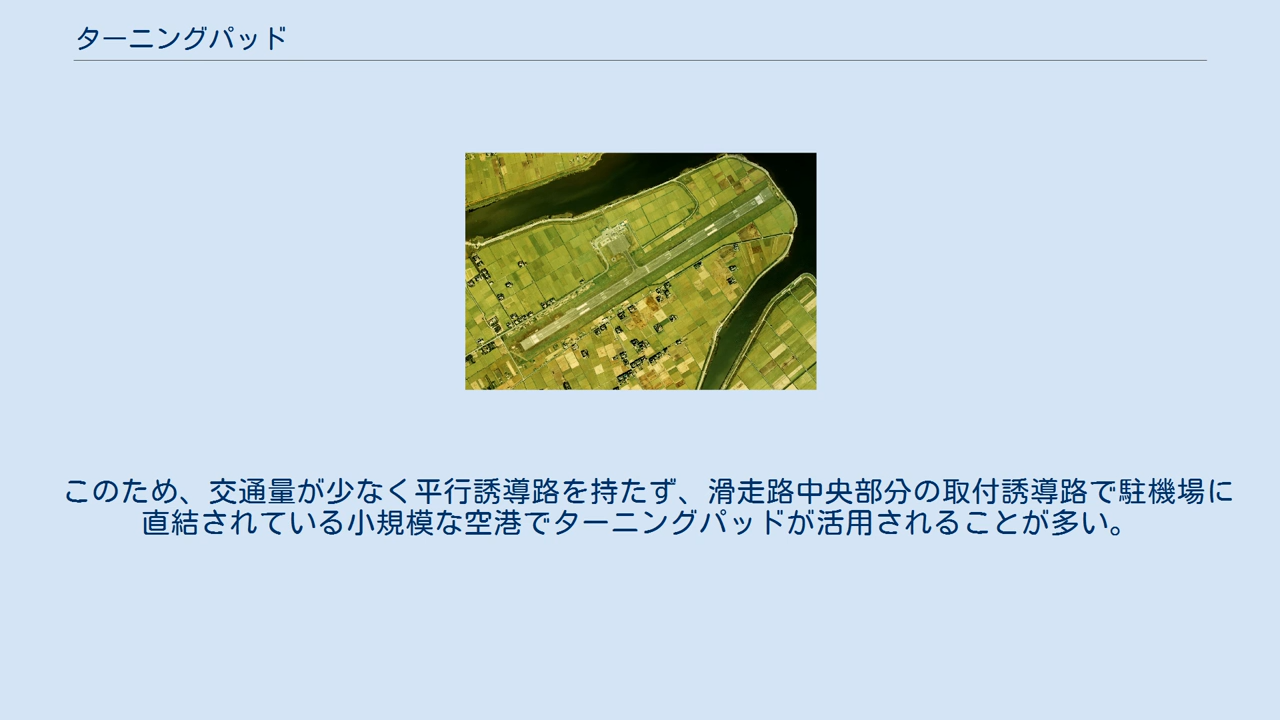 ターニングパッド
このため、交通量が少なく平行誘導路を持たず、滑走路中央部分の取付誘導路で駐機場に
直結されている小規模な空港でターニングパッドが活用されることが多い。